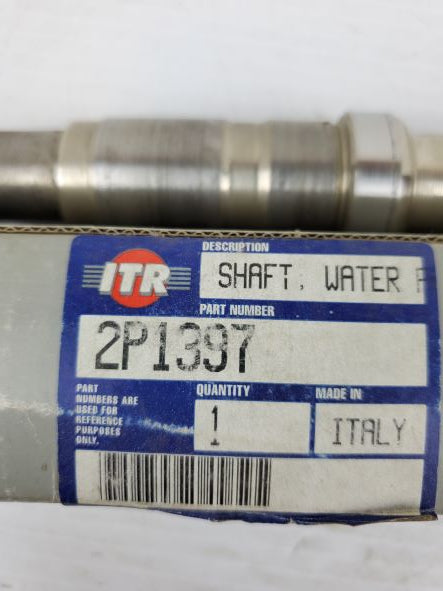 ITR
DESCRIPTION
SHAFT, WATER
PART NUMBER
2P1397
PART
NUMBERS ARE
USED FOR
REFERENCE
PURPOSES
ONLY.
QUANTITY
1
MADE IN
ITALY